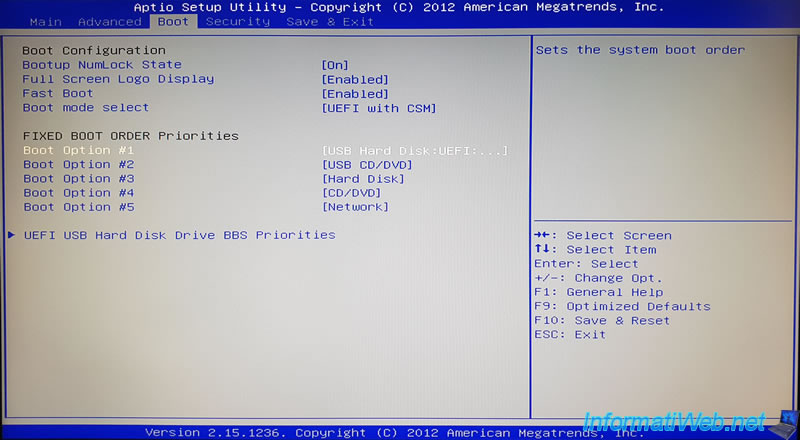 Aptio Setup Utility – Copyright (C) 2012 American Megatrends, Inc.
Main Advanced Boot Security Save & Exit
Boot Configuration
Bootup NumLock State [On]
Full Screen Logo Display [Enabled]
Fast Boot [Enabled]
Boot mode select [UEFI with CSM]
FIXED BOOT ORDER Priorities
Boot Option #1 [USB Hard Disk:UEFI:...]
Boot Option #2 [USB CD/DVD]
Boot Option #3 [Hard Disk]
Boot Option #4 [CD/DVD]
Boot Option #5 [Network]
▶ UEFI USB Hard Disk Drive BBS Priorities
Sets the system boot order
→←: Select Screen
↑↓: Select Item
Enter: Select
+/–: Change Opt.
F1: General Help
F9: Optimized Defaults
F10: Save & Reset
ESC: Exit
Version 2.15.1236. Copyright (C) 2012 American Megatrends, Inc.
InformatiWeb.net